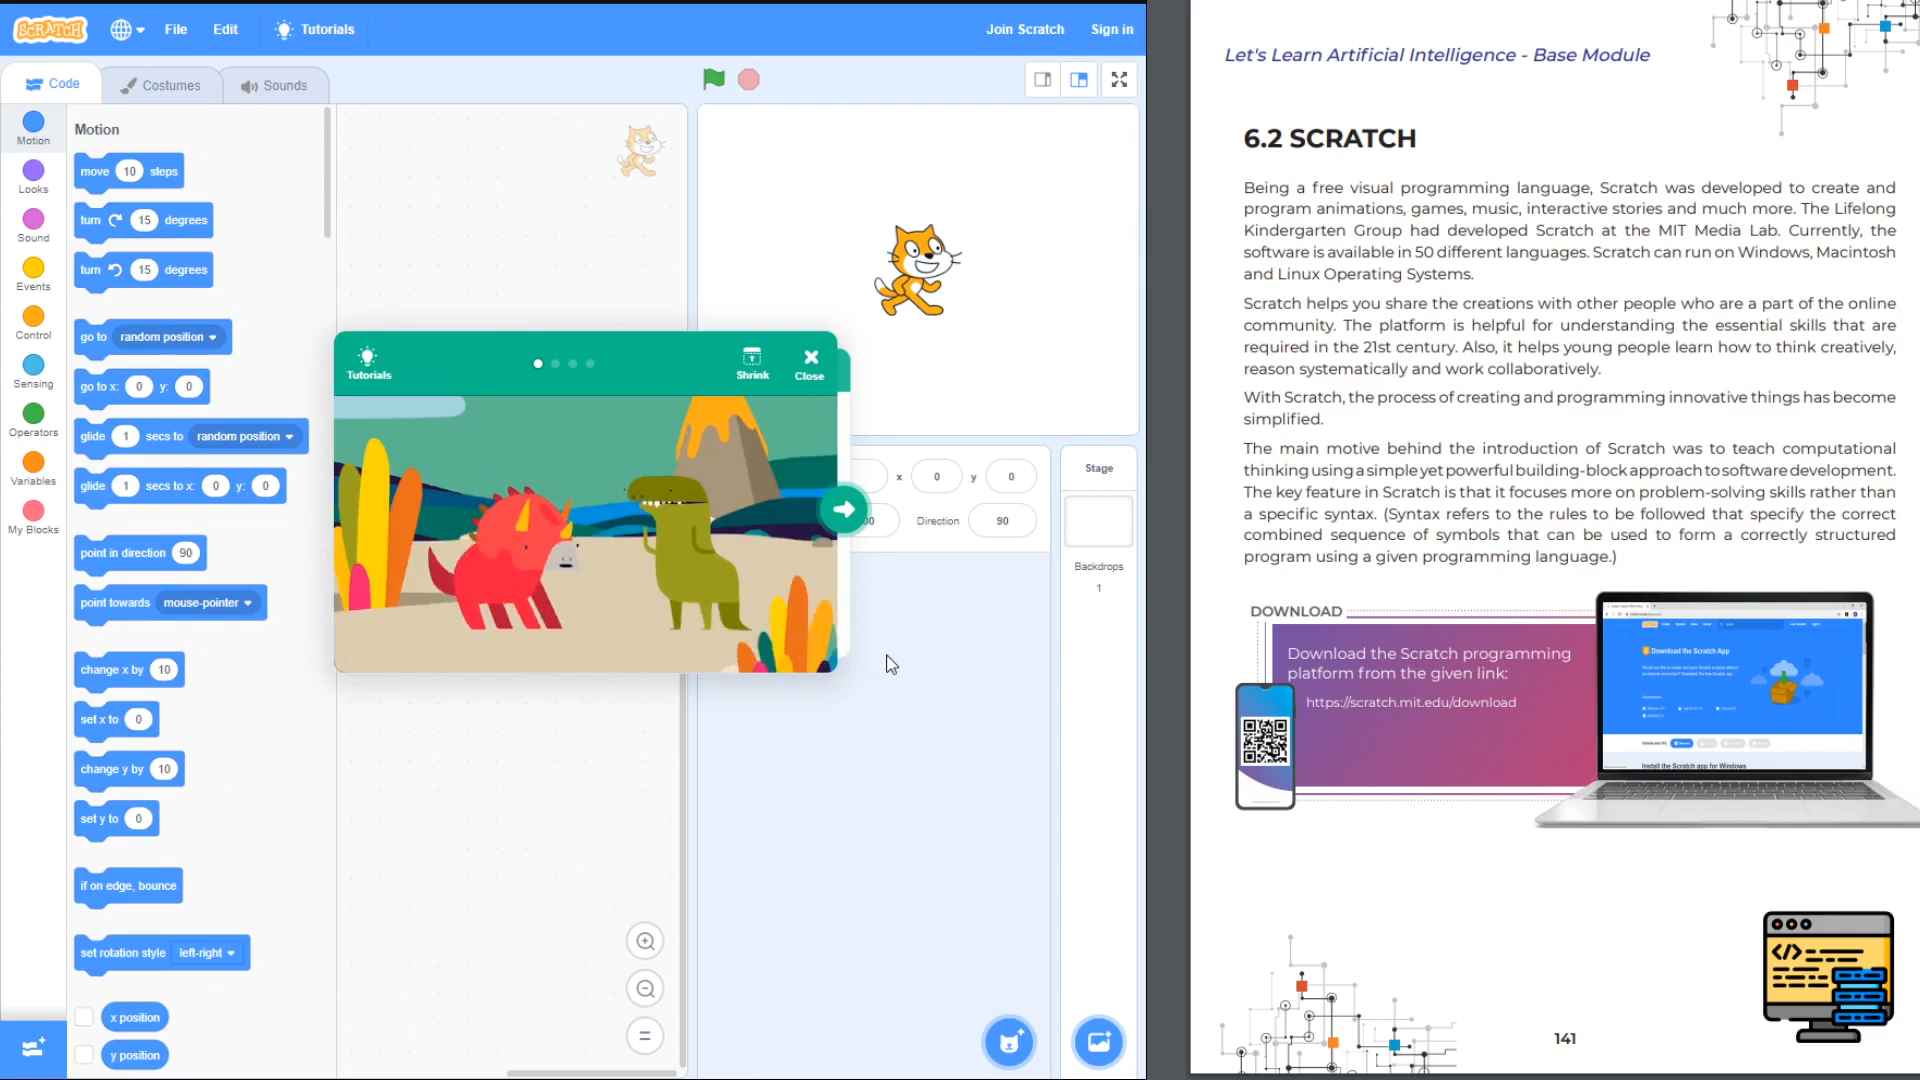 SCRATCH
File
Edit
Tutorials
Join Scratch
Sign in
Code
Costumes
Sounds
Motion
Looks
Sound
Events
Control
Sensing
Operators
Variables
My Blocks
Motion
move 10 steps
turn 15 degrees
turn 15 degrees
go to random position
go to x: 0 y: 0
glide 1 secs to random position
glide 1 secs to x: 0 y: 0
point in direction 90
point towards mouse-pointer
change x by 10
set x to 0
change y by 10
set y to 0
if on edge, bounce
set rotation style left-right
x position
y position
Tutorials
Shrink
Close
x 0 y 0
Direction 90
Stage
Backdrops
1
Let's Learn Artificial Intelligence - Base Module
6.2 SCRATCH
Being a free visual programming language, Scratch was developed to create and
program animations, games, music, interactive stories and much more. The Lifelong
Kindergarten Group had developed Scratch at the MIT Media Lab. Currently, the
software is available in 50 different languages. Scratch can run on Windows, Macintosh
and Linux Operating Systems.
Scratch helps you share the creations with other people who are a part of the online
community. The platform is helpful for understanding the essential skills that are
required in the 21st century. Also, it helps young people learn how to think creatively,
reason systematically and work collaboratively.
With Scratch, the process of creating and programming innovative things has become
simplified.
The main motive behind the introduction of Scratch was to teach computational
thinking using a simple yet powerful building-block approach to software development.
The key feature in Scratch is that it focuses more on problem-solving skills rather than
a specific syntax. (Syntax refers to the rules to be followed that specify the correct
combined sequence of symbols that can be used to form a correctly structured
program using a given programming language.)
DOWNLOAD
Download the Scratch programming
platform from the given link:
https://scratch.mit.edu/download
Download the Scratch App
Install the Scratch app for Windows
141